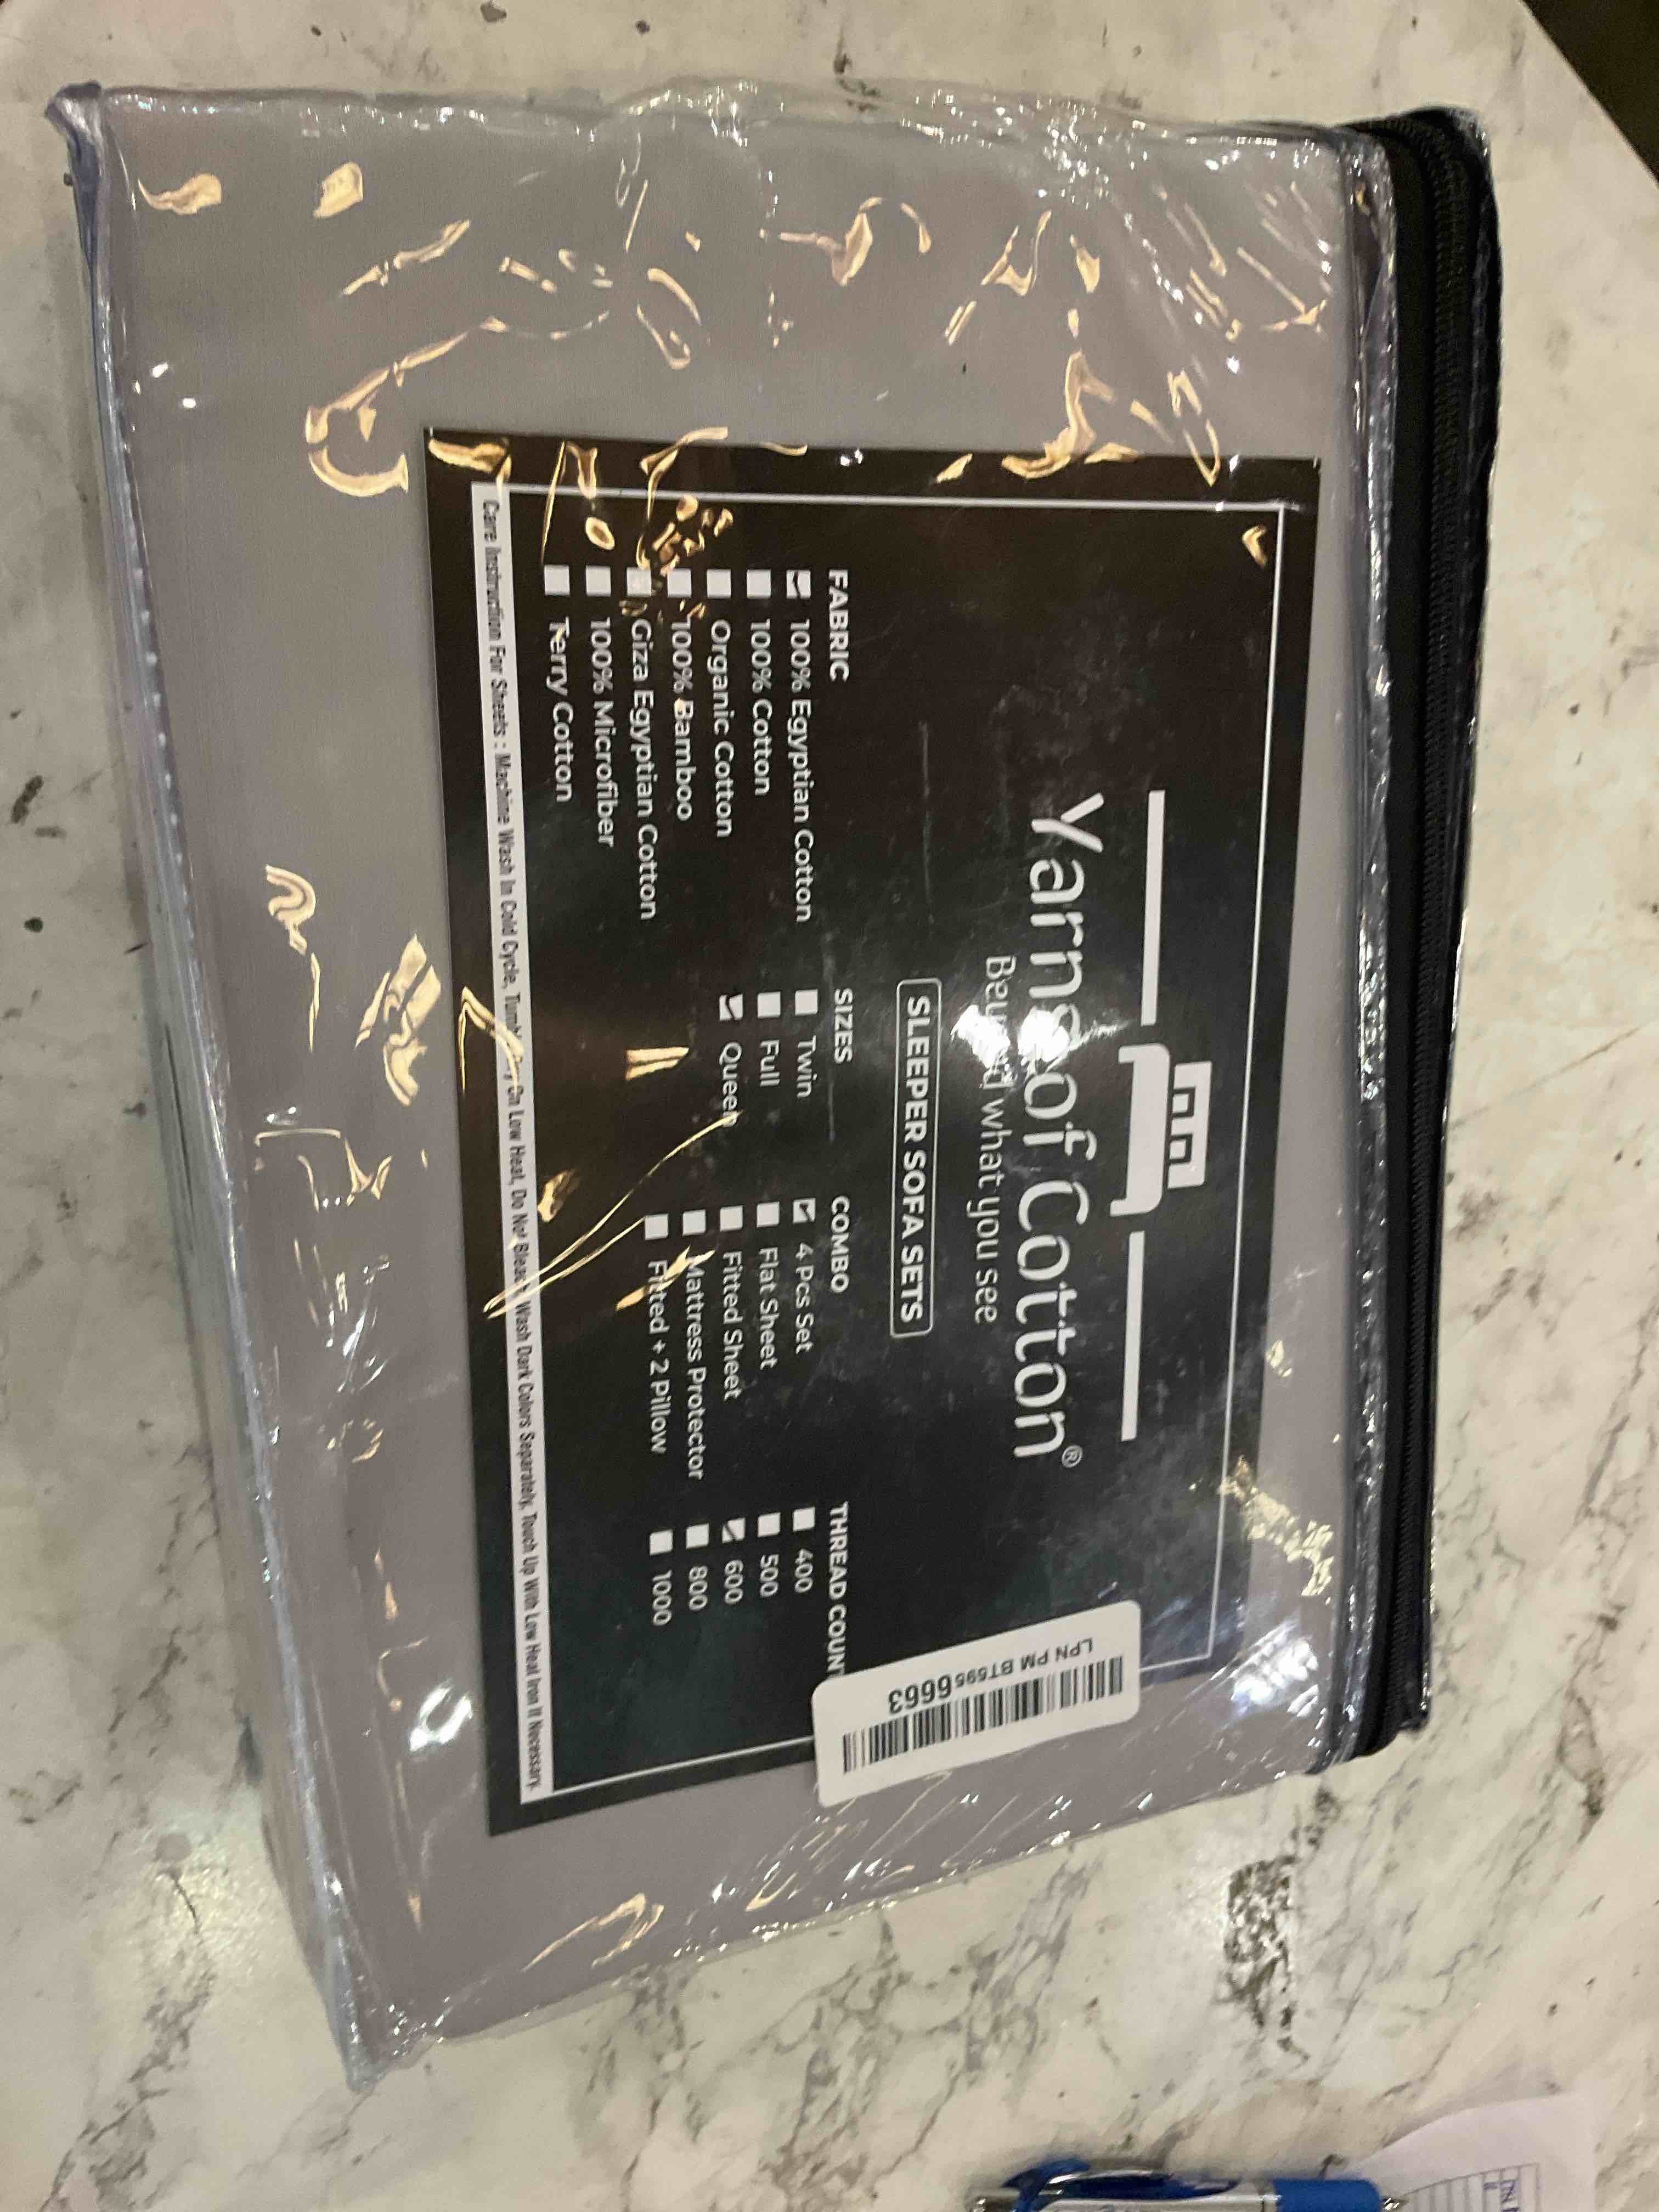 Yarns of Cotton®
Beyond what you see
SLEEPER SOFA SETS
FABRIC
100% Egyptian Cotton
100% Cotton
Organic Cotton
100% Bamboo
Giza Egyptian Cotton
100% Microfiber
Terry Cotton
SIZES
Twin
Full
Queen
COMBO
4 Pcs Set
Flat Sheet
Fitted Sheet
Mattress Protector
Fitted + 2 Pillow
THREAD COUNT
400
500
600
800
1000
Care Instruction For Sheets : Machine Wash In Cold Cycle, Tumble Dry On Low Heat, Do Not Bleach Wash Dark Colors Separately, Touch Up With Low Heat Iron If Necessary.
LPN PM BT5956663